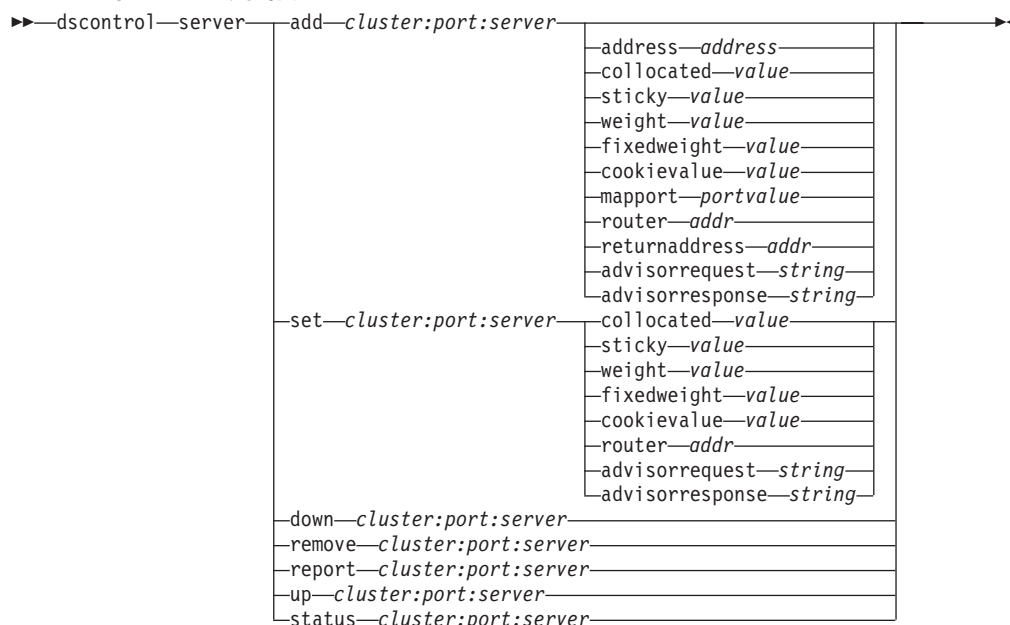 dscontrol server add cluster:port:server
address address
collocated value
sticky value
weight value
fixedweight value
cookievalue value
mapport portvalue
router addr
returnaddress addr
advisorrequest string
advisorresponse string
set cluster:port:server collocated value
sticky value
weight value
fixedweight value
cookievalue value
router addr
advisorrequest string
advisorresponse string
down cluster:port:server
remove cluster:port:server
report cluster:port:server
up cluster:port:server
status cluster:port:server